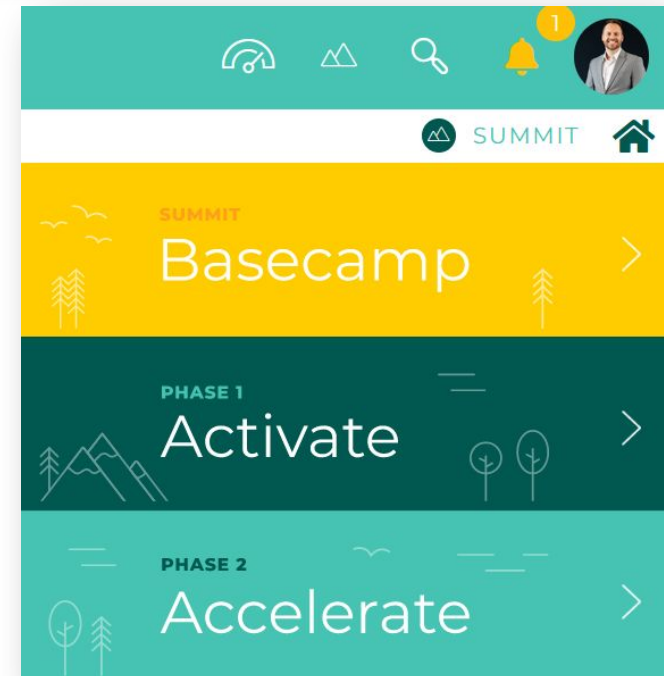 1
SUMMIT
SUMMIT
Basecamp
PHASE 1
Activate
PHASE 2
Accelerate